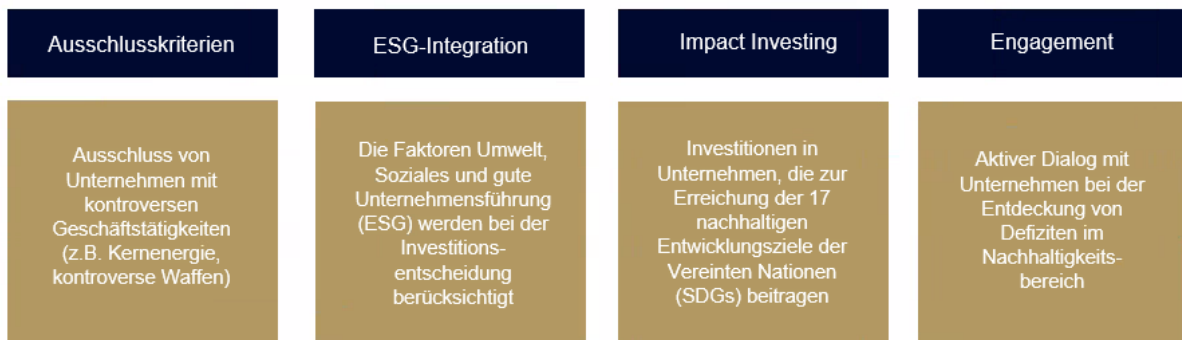 Ausschlusskriterien
Ausschluss von
Unternehmen mit
kontroversen
Geschäftstätigkeiten
(z.B. Kernenergie,
kontroverse Waffen)
ESG-Integration
Die Faktoren Umwelt,
Soziales und gute
Unternehmensführung
(ESG) werden bei der
Investitions-
entscheidung
berücksichtigt
Impact Investing
Investitionen in
Unternehmen, die zur
Erreichung der 17
nachhaltigen
Entwicklungsziele der
Vereinten Nationen
(SDGs) beitragen
Engagement
Aktiver Dialog mit
Unternehmen bei der
Entdeckung von
Defiziten im
Nachhaltigkeits-
bereich